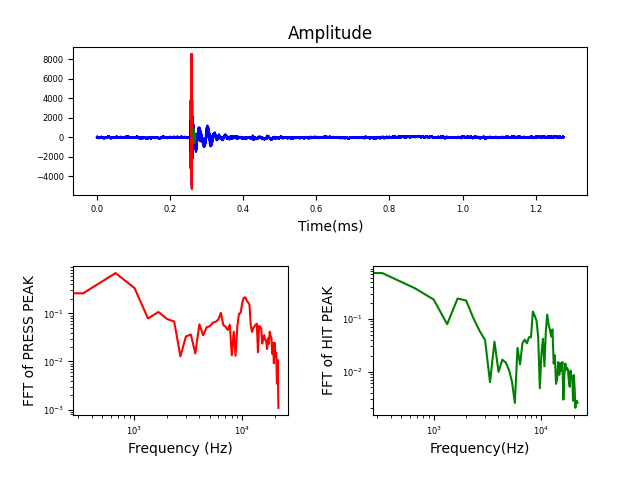 Amplitude
8000
6000
4000
2000
0
−2000
−4000
0.0 0.2 0.4 0.6 0.8 1.0 1.2
Time(ms)
FFT of PRESS PEAK
10⁻¹
10⁻²
10⁻³
10³ 10⁴
Frequency (Hz)
FFT of HIT PEAK
10⁻¹
10⁻²
10³ 10⁴
Frequency(Hz)